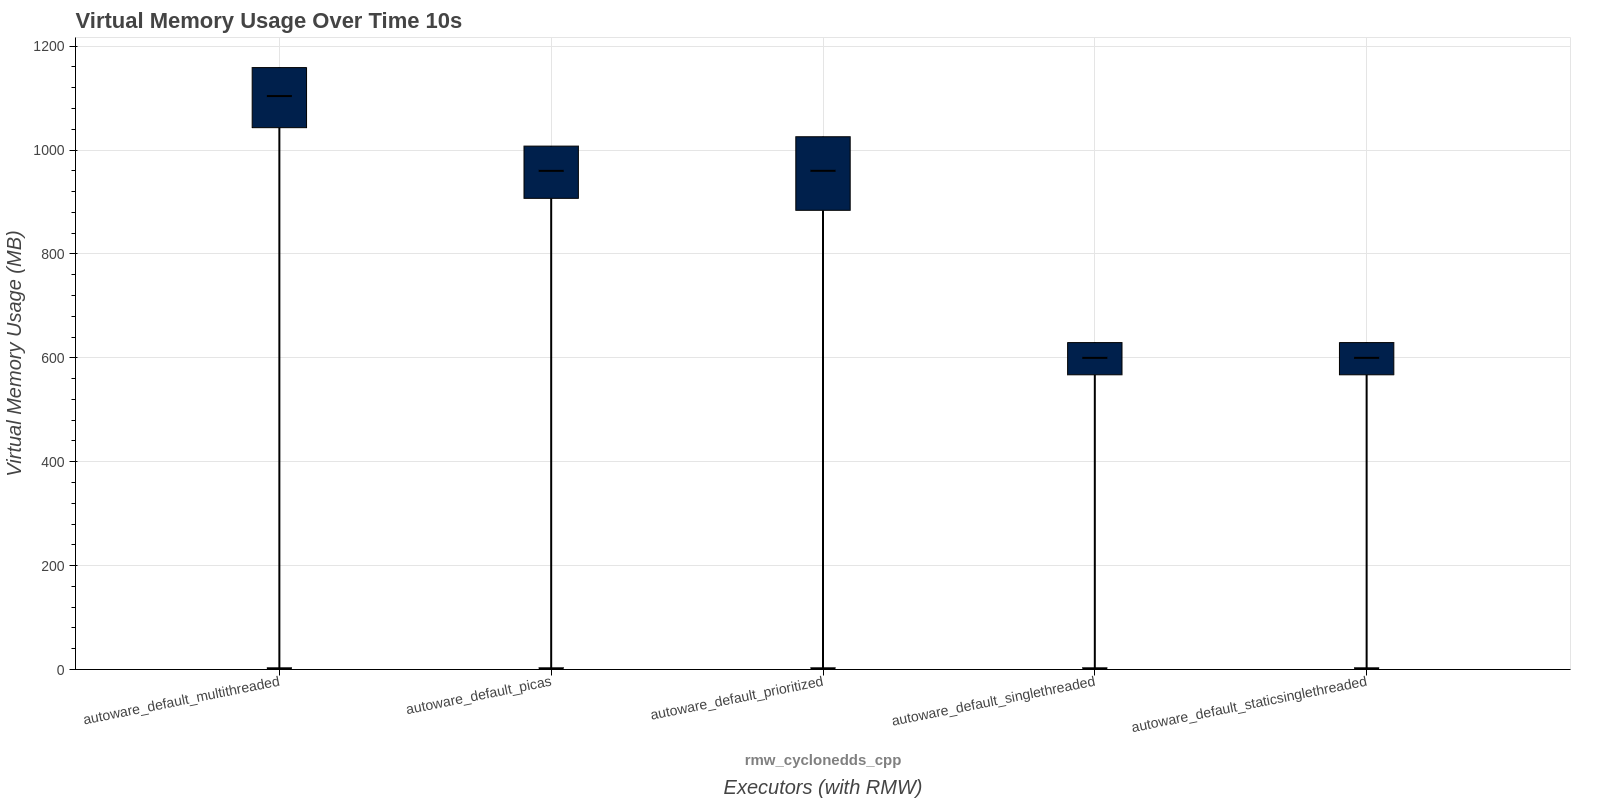 Virtual Memory Usage Over Time 10s
Virtual Memory Usage (MB)
1200
1000
800
600
400
200
0
autoware_default_multithreaded
autoware_default_picas
autoware_default_prioritized
autoware_default_singlethreaded
autoware_default_staticsinglethreaded
rmw_cyclonedds_cpp
Executors (with RMW)